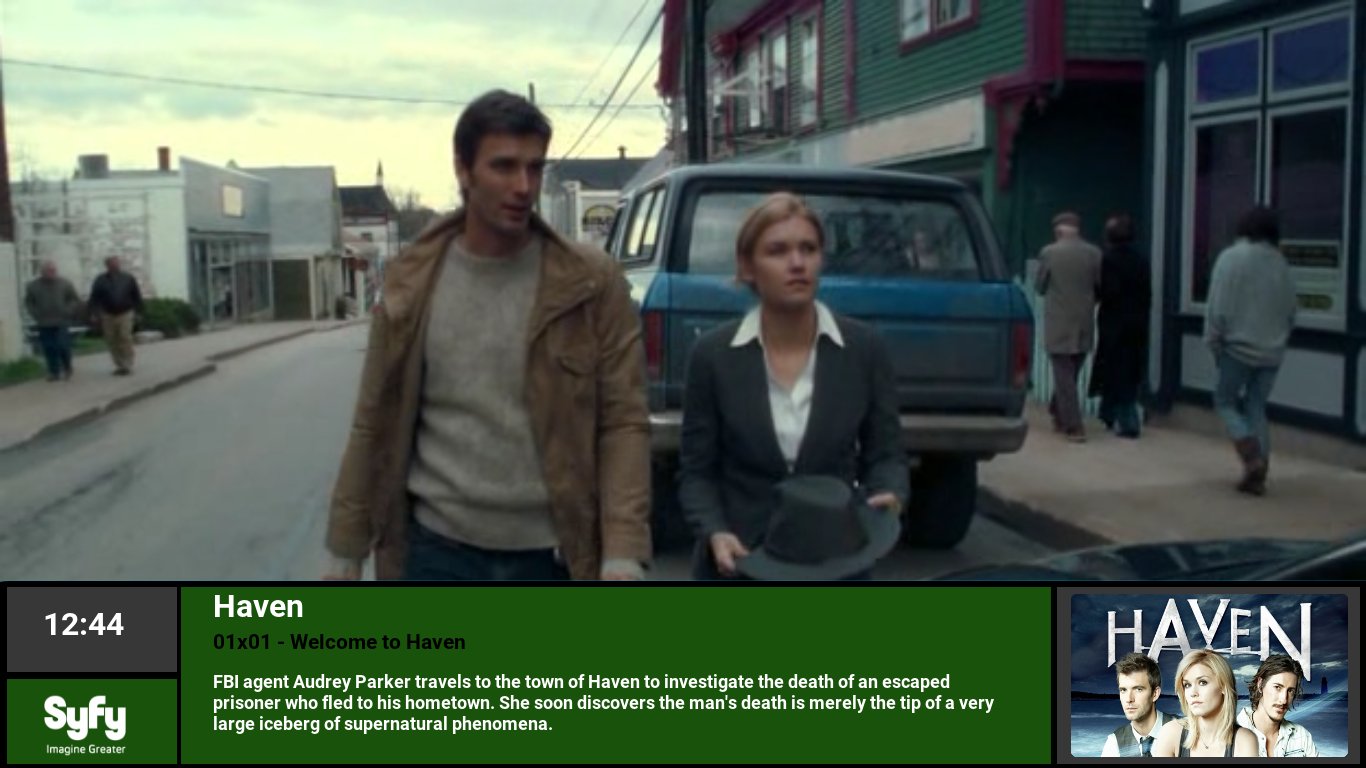 12:44
Haven
01x01 - Welcome to Haven
FBI agent Audrey Parker travels to the town of Haven to investigate the death of an escaped
prisoner who fled to his hometown. She soon discovers the man's death is merely the tip of a very
large iceberg of supernatural phenomena.
Syfy
Imagine Greater
HAVEN